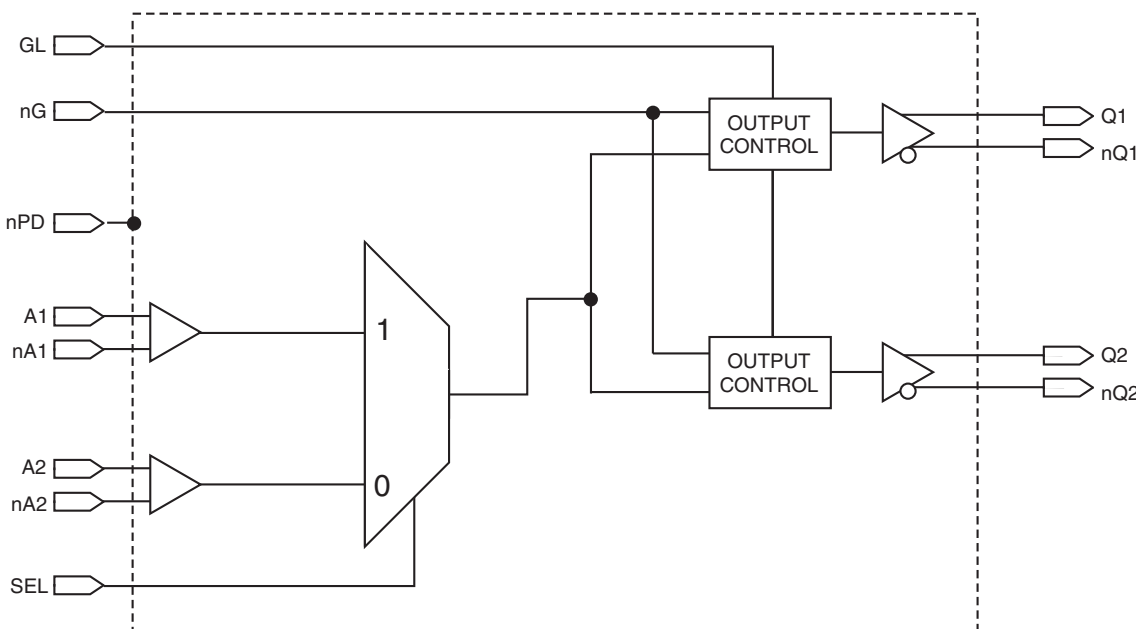 GL
nG
OUTPUT
CONTROL
Q1
nQ1
nPD
A1
nA1
1
OUTPUT
CONTROL
Q2
nQ2
A2
nA2
0
SEL